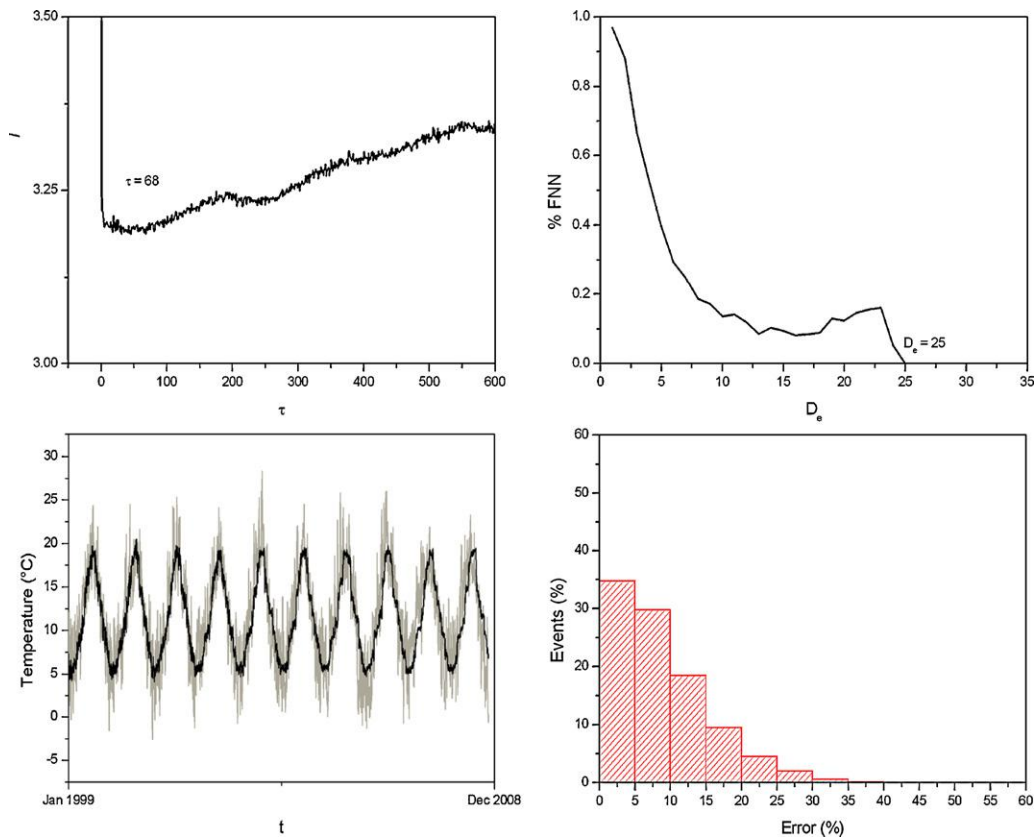 3.50
3.25
3.00
I
τ = 68
0 100 200 300 400 500 600
τ
1.0
0.8
0.6
0.4
0.2
0.0
% FNN
De = 25
0 5 10 15 20 25 30 35
De
30
25
20
15
10
5
0
-5
Temperature (°C)
Jan 1999 Dec 2008
t
60
50
40
30
20
10
0
Events (%)
0 5 10 15 20 25 30 35 40 45 50 55 60
Error (%)